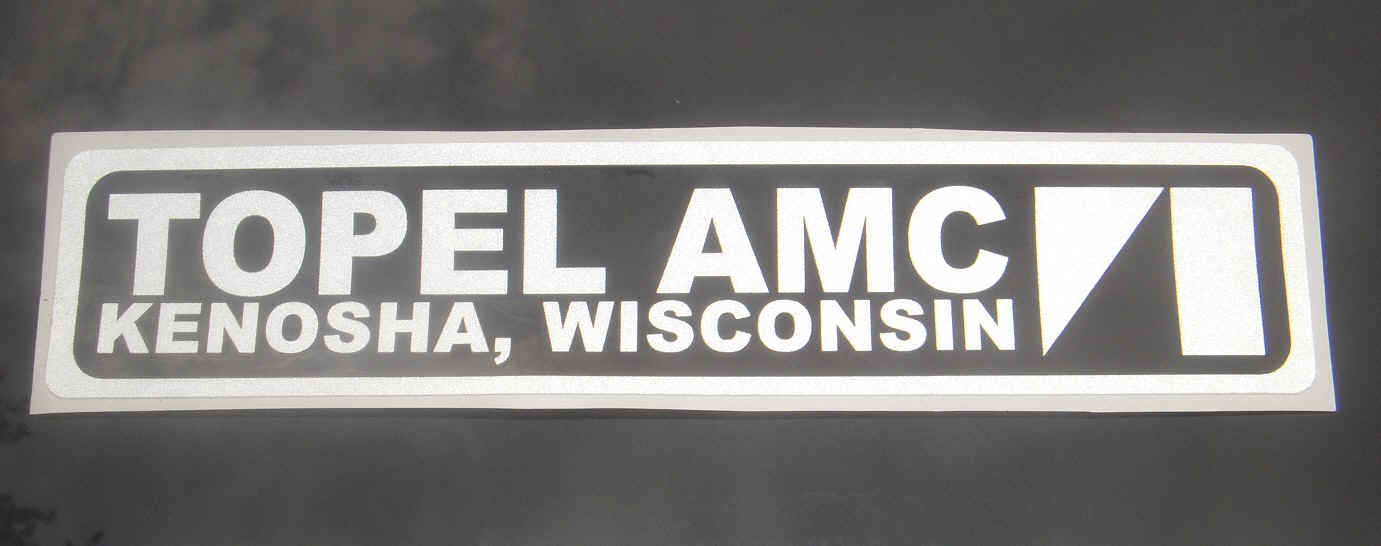 TOPEL AMC
KENOSHA, WISCONSIN